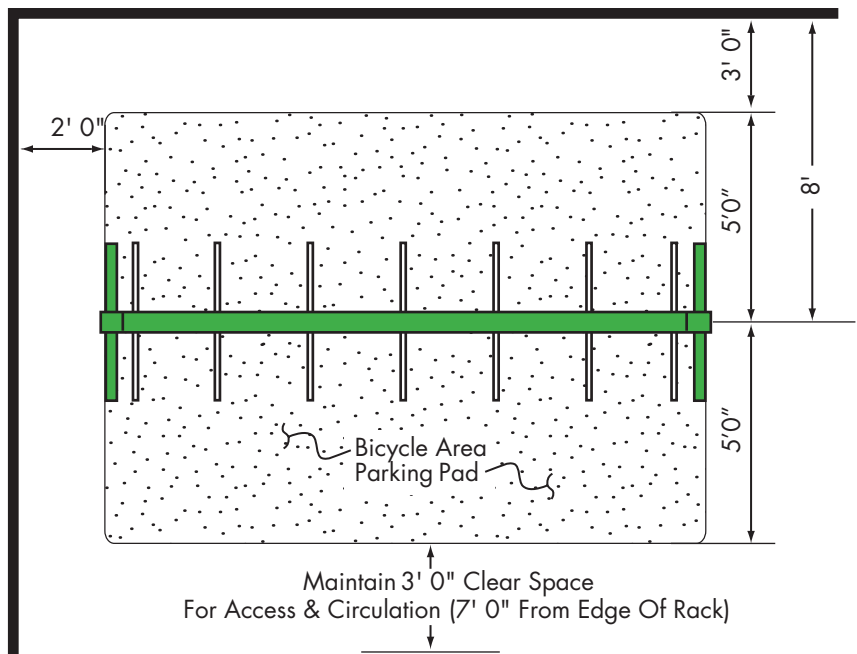 3' 0"
2' 0"
5'0"
8'
5'0"
Bicycle Area
Parking Pad
Maintain 3' 0" Clear Space
For Access & Circulation (7' 0" From Edge Of Rack)